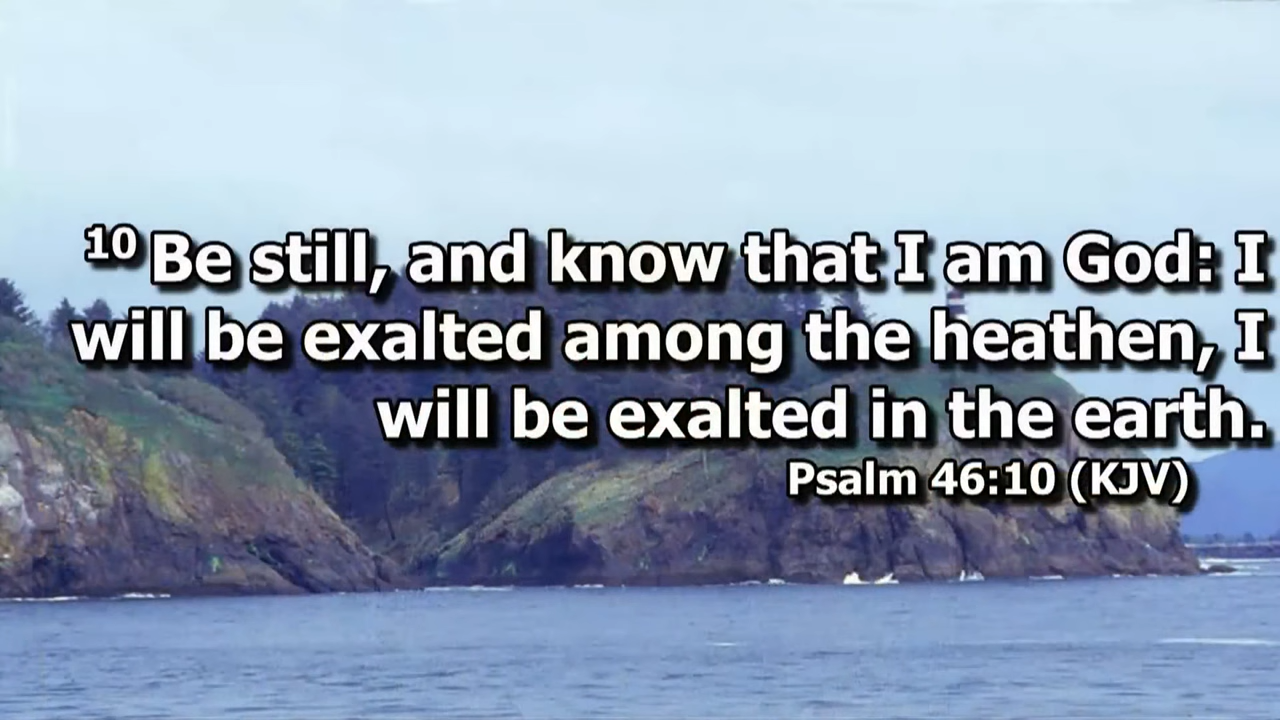 10 Be still, and know that I am God: I
will be exalted among the heathen, I
will be exalted in the earth.
Psalm 46:10 (KJV)